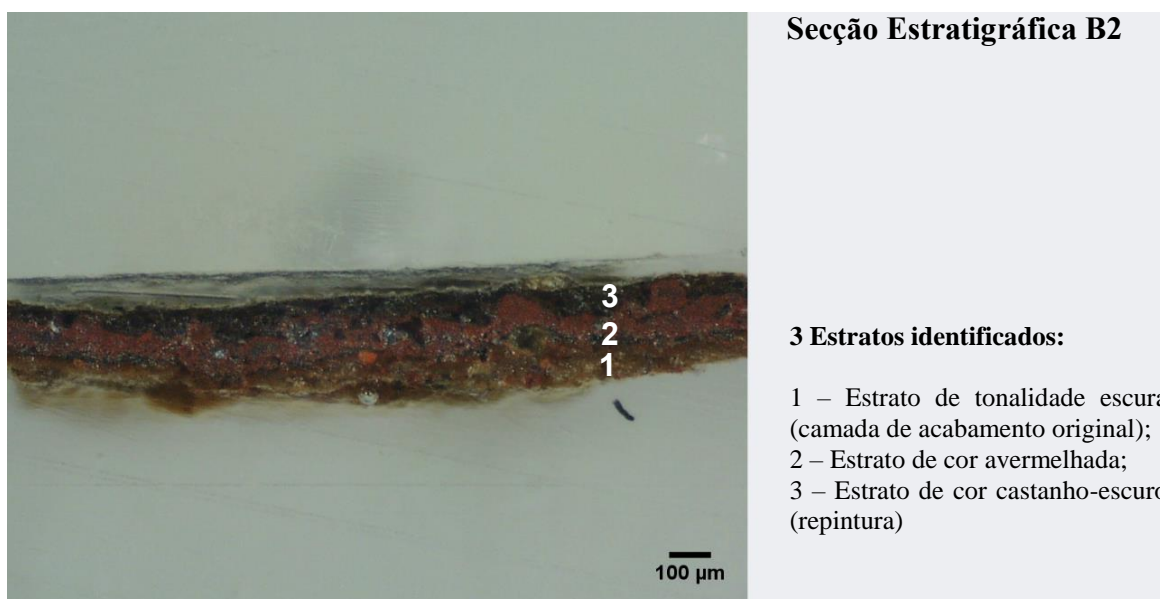 Secção Estratigráfica B2
3
2
1
100 µm
3 Estratos identificados:
1 – Estrato de tonalidade escura
(camada de acabamento original);
2 – Estrato de cor avermelhada;
3 – Estrato de cor castanho-escuro
(repintura)